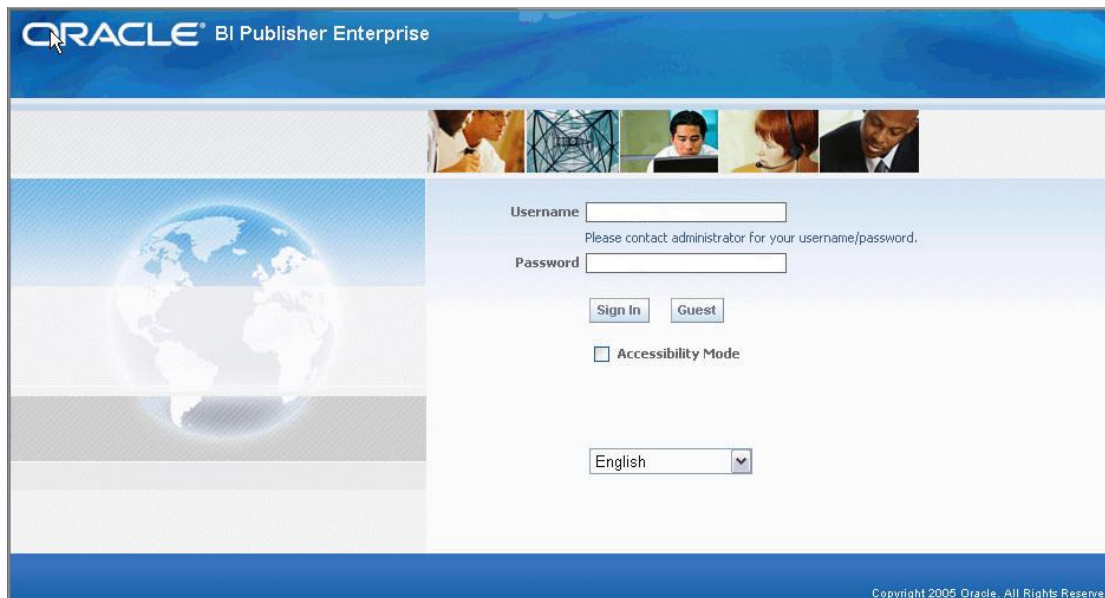 ORACLE® BI Publisher Enterprise
Username
Please contact administrator for your username/password.
Password
Sign In Guest
Accessibility Mode
English
Copyright 2005 Oracle. All Rights Reserve